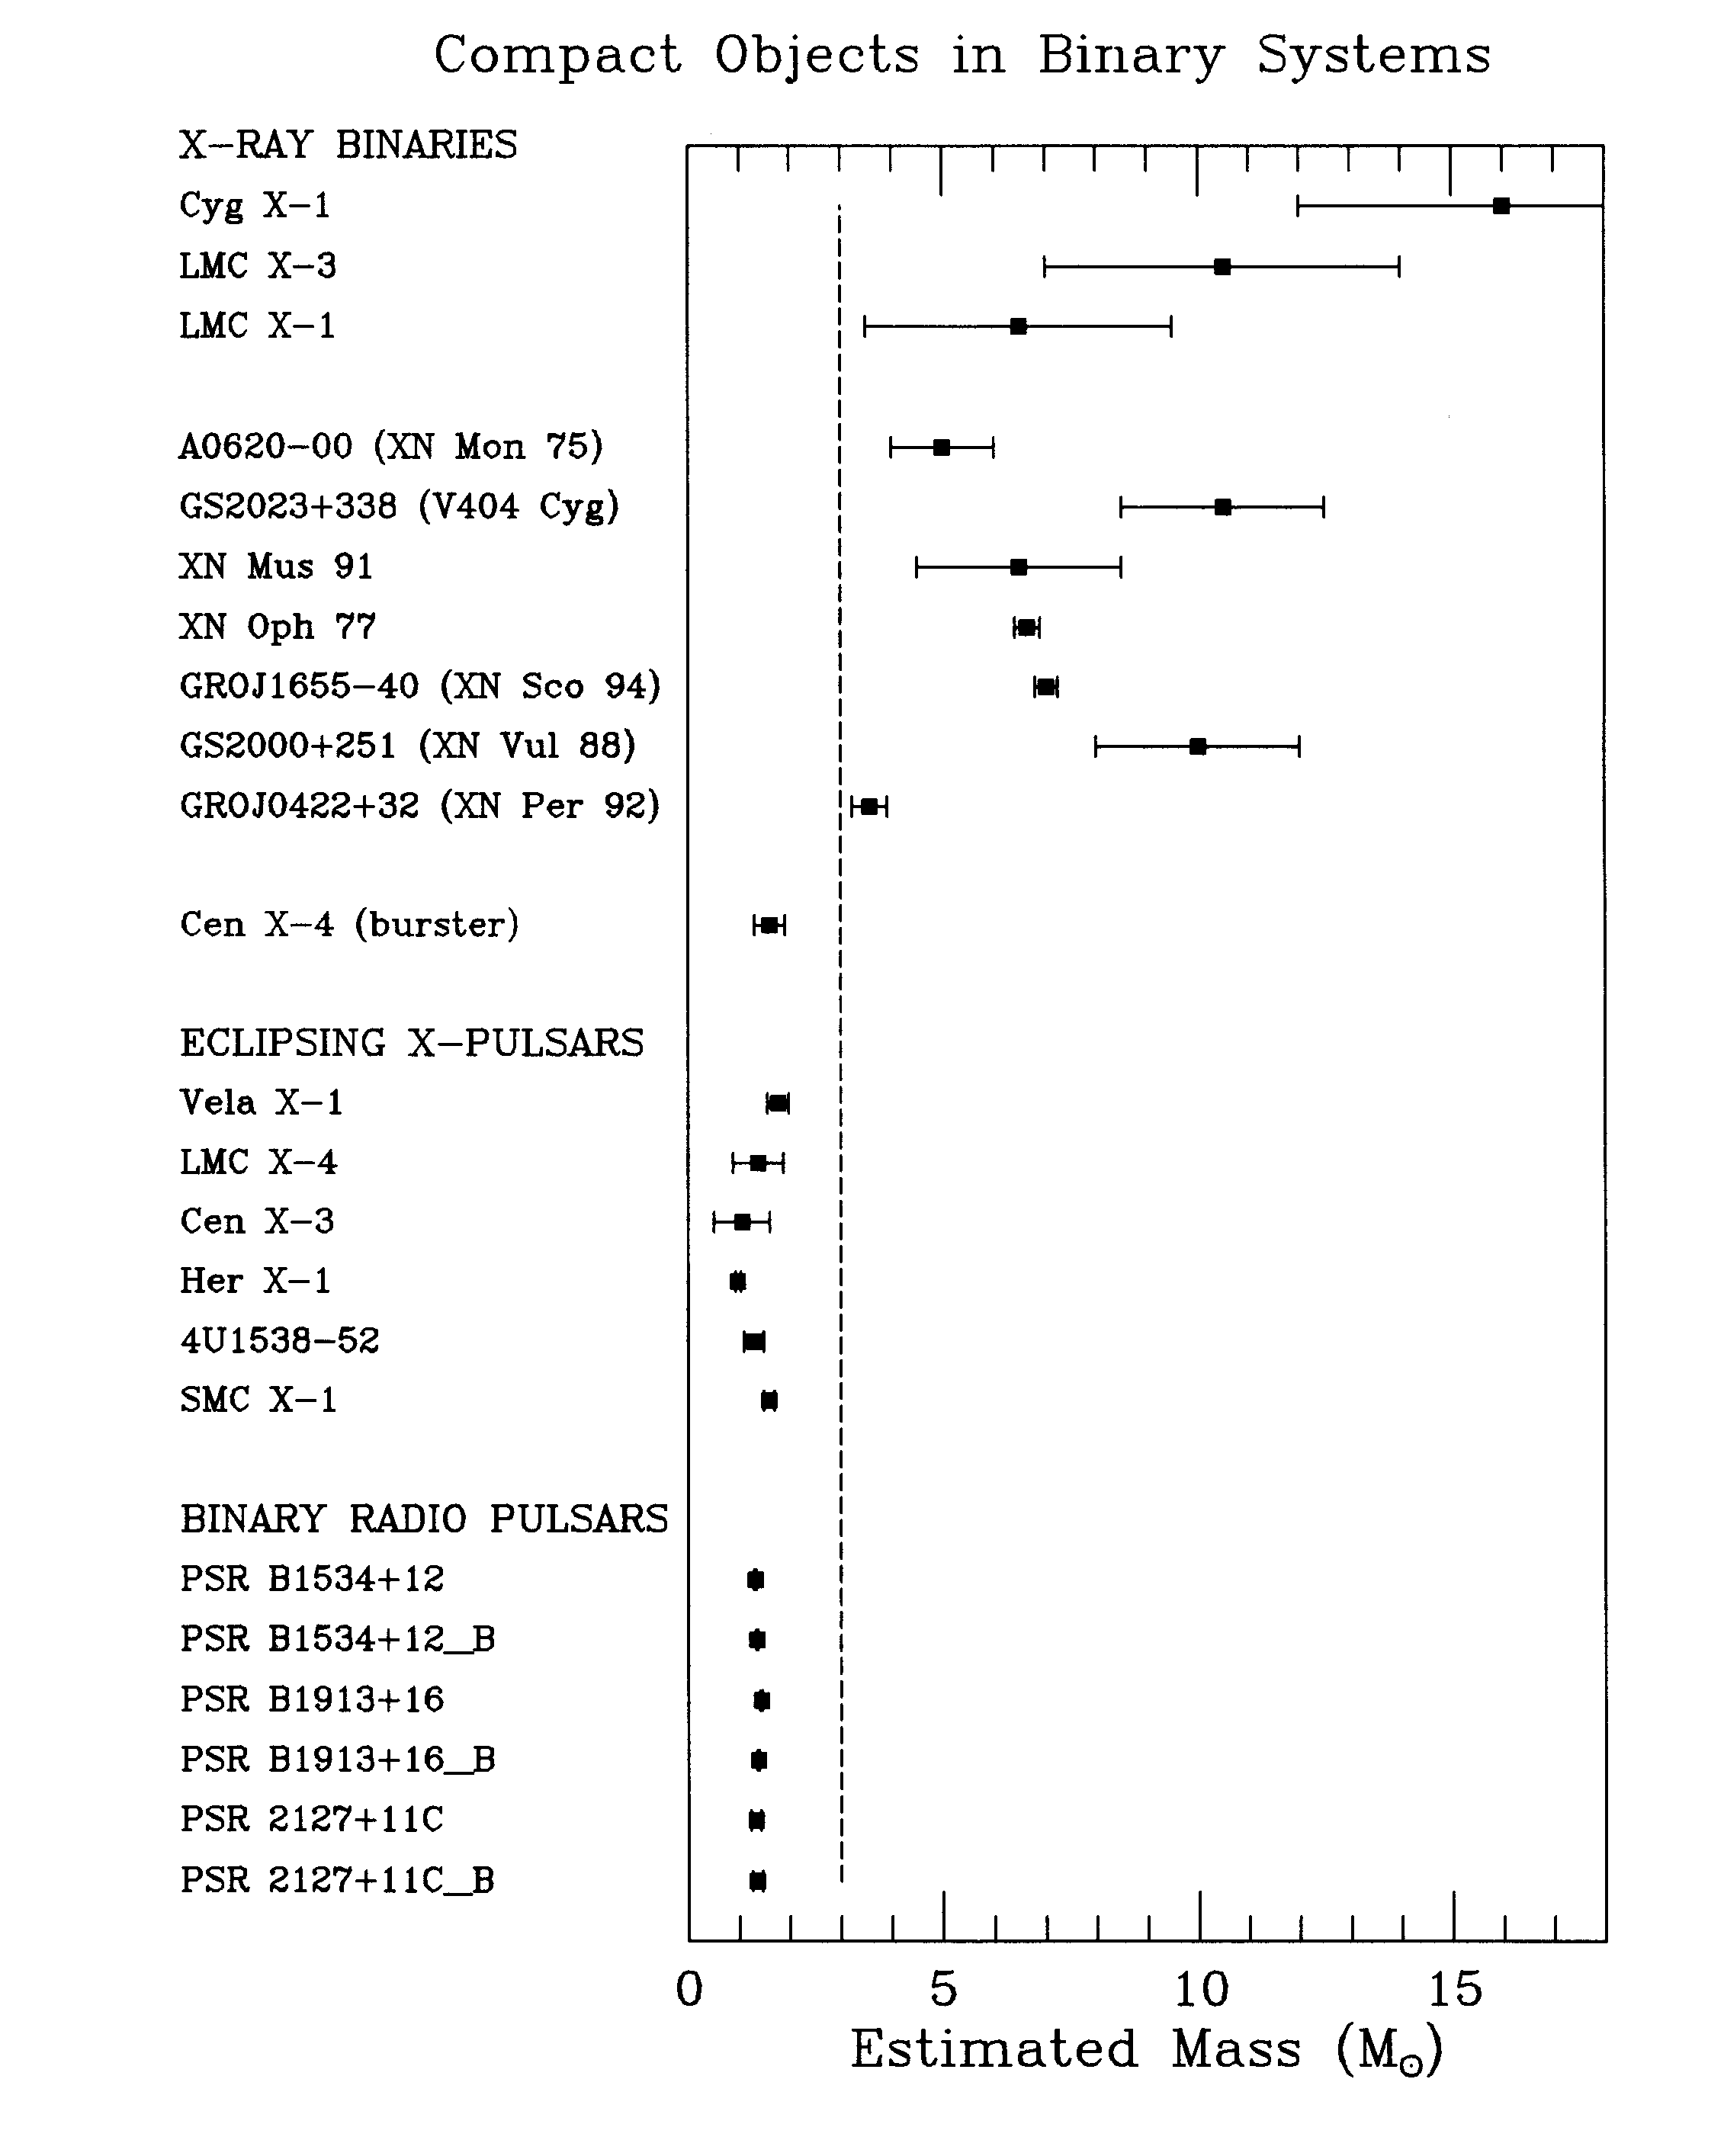 Compact Objects in Binary Systems
X-RAY BINARIES
Cyg X-1
LMC X-3
LMC X-1
A0620-00 (XN Mon 75)
GS2023+338 (V404 Cyg)
XN Mus 91
XN Oph 77
GROJ1655-40 (XN Sco 94)
GS2000+251 (XN Vul 88)
GROJ0422+32 (XN Per 92)
Cen X-4 (burster)
ECLIPSING X-PULSARS
Vela X-1
LMC X-4
Cen X-3
Her X-1
4U1538-52
SMC X-1
BINARY RADIO PULSARS
PSR B1534+12
PSR B1534+12_B
PSR B1913+16
PSR B1913+16_B
PSR 2127+11C
PSR 2127+11C_B
0 5 10 15
Estimated Mass (M⊙)